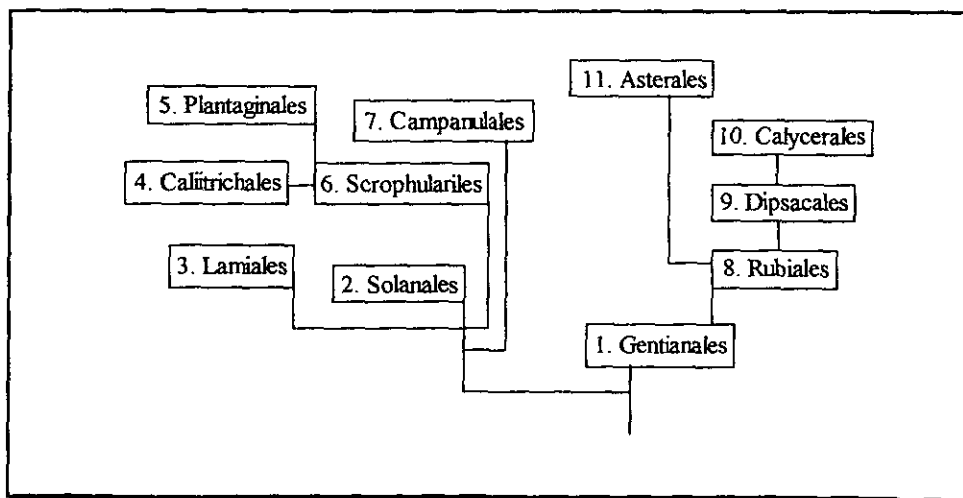 11. Asterales
5. Plantaginales
7. Campanulales
10. Calycerales
4. Caliitrichales
6. Scrophulariles
9. Dipsacales
3. Lamiales
8. Rubiales
2. Solanales
1. Gentianales